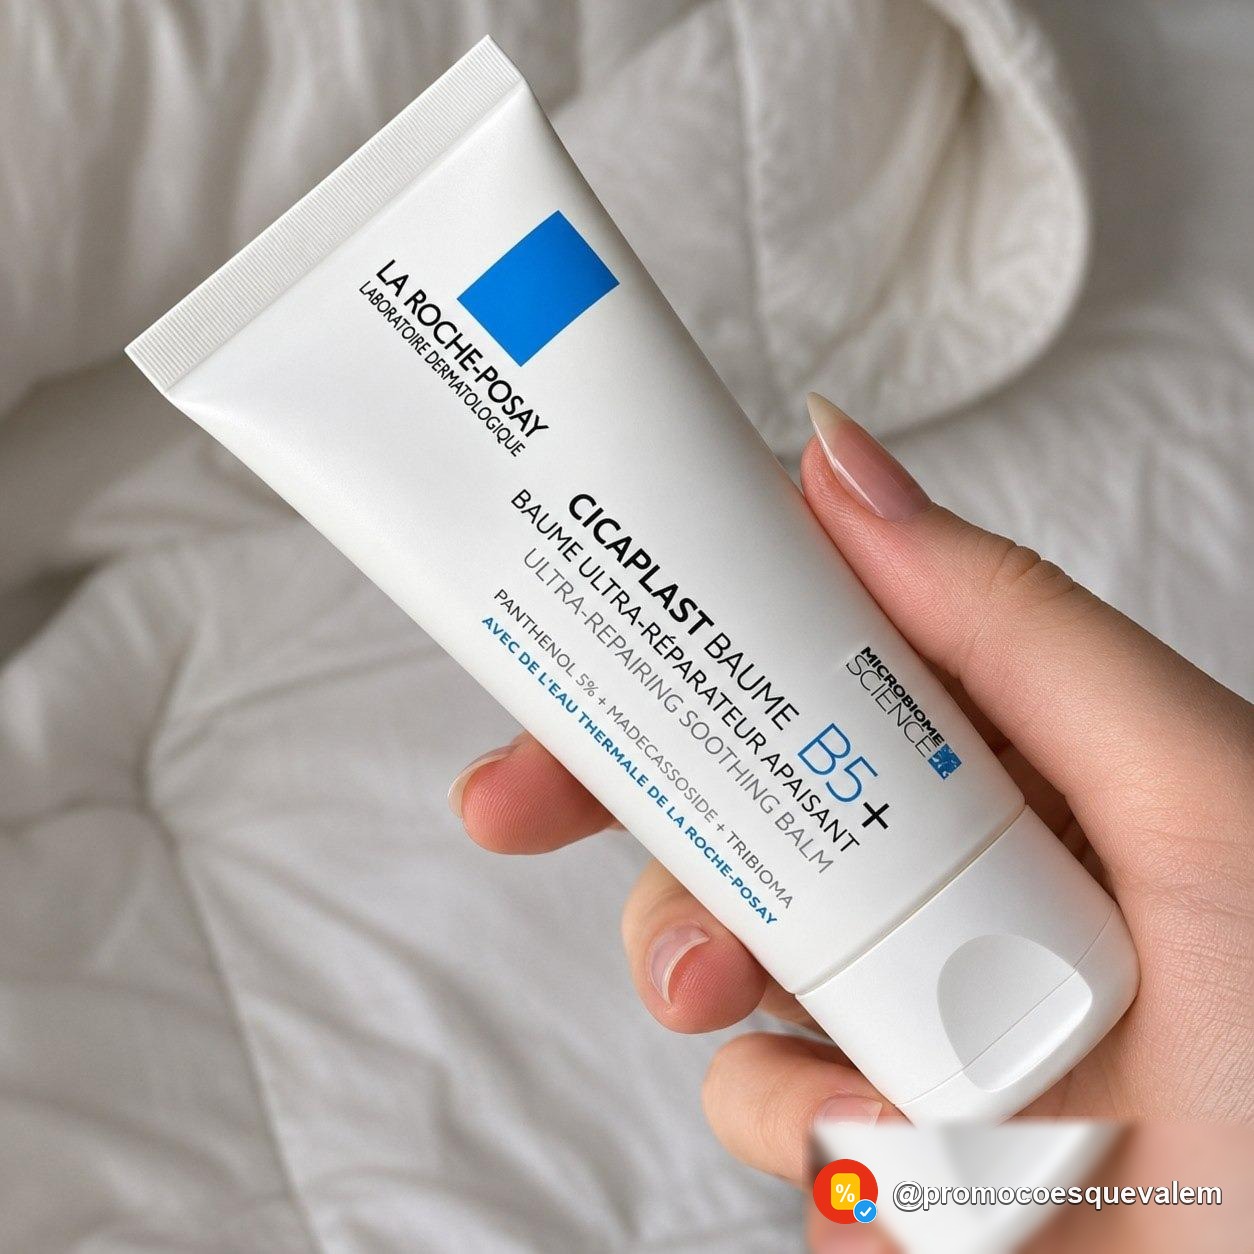 LA ROCHE-POSAY
LABORATOIRE DERMATOLOGIQUE
CICAPLAST BAUME B5+
BAUME ULTRA-RÉPARATEUR APAISANT
ULTRA-REPAIRING SOOTHING BALM
PANTHENOL 5% + MADECASSOSIDE + TRIBIOMA
AVEC DE L'EAU THERMALE DE LA ROCHE-POSAY
MICROBIOME
SCIENCE
%
@promocoesquevalem